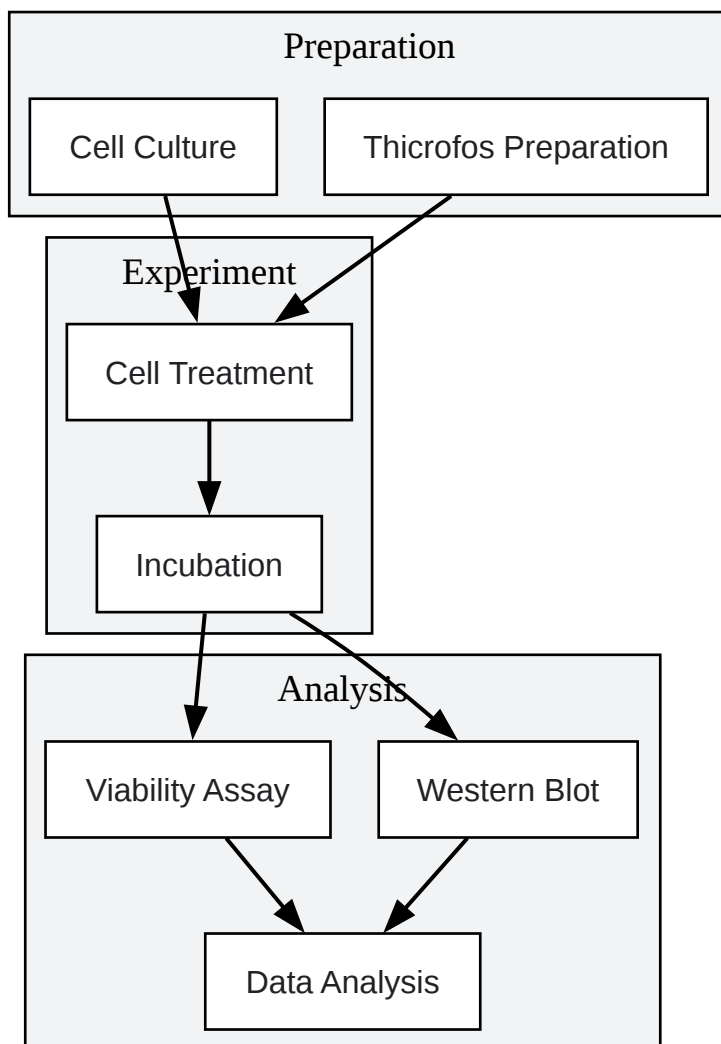 Preparation
Cell Culture
Thicrofos Preparation
Experiment
Cell Treatment
Incubation
Analysis
Viability Assay
Western Blot
Data Analysis